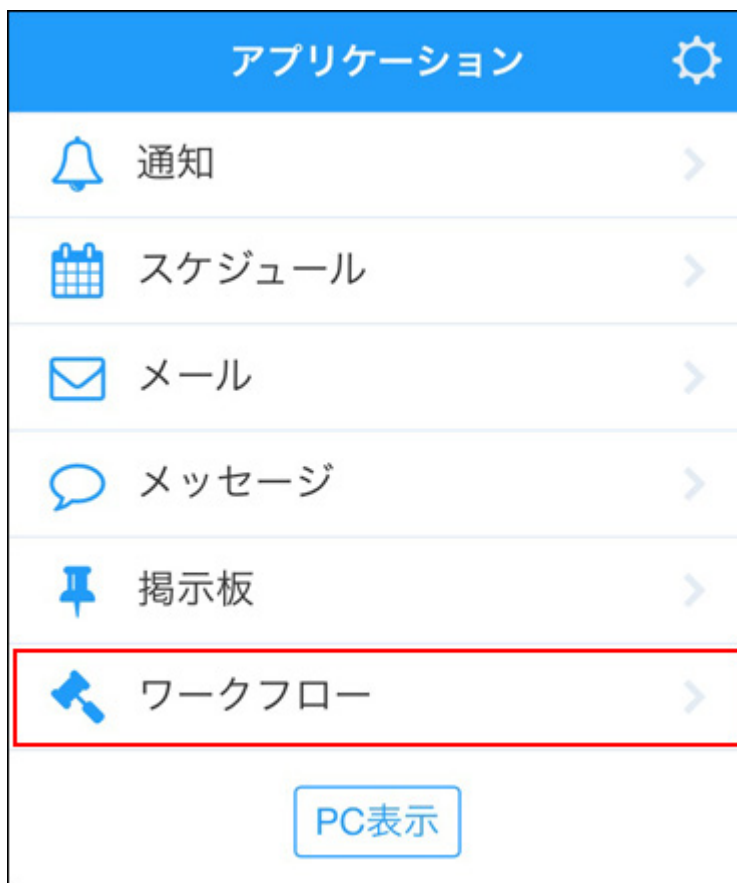 アプリケーション
通知
スケジュール
メール
メッセージ
掲示板
ワークフロー
PC表示